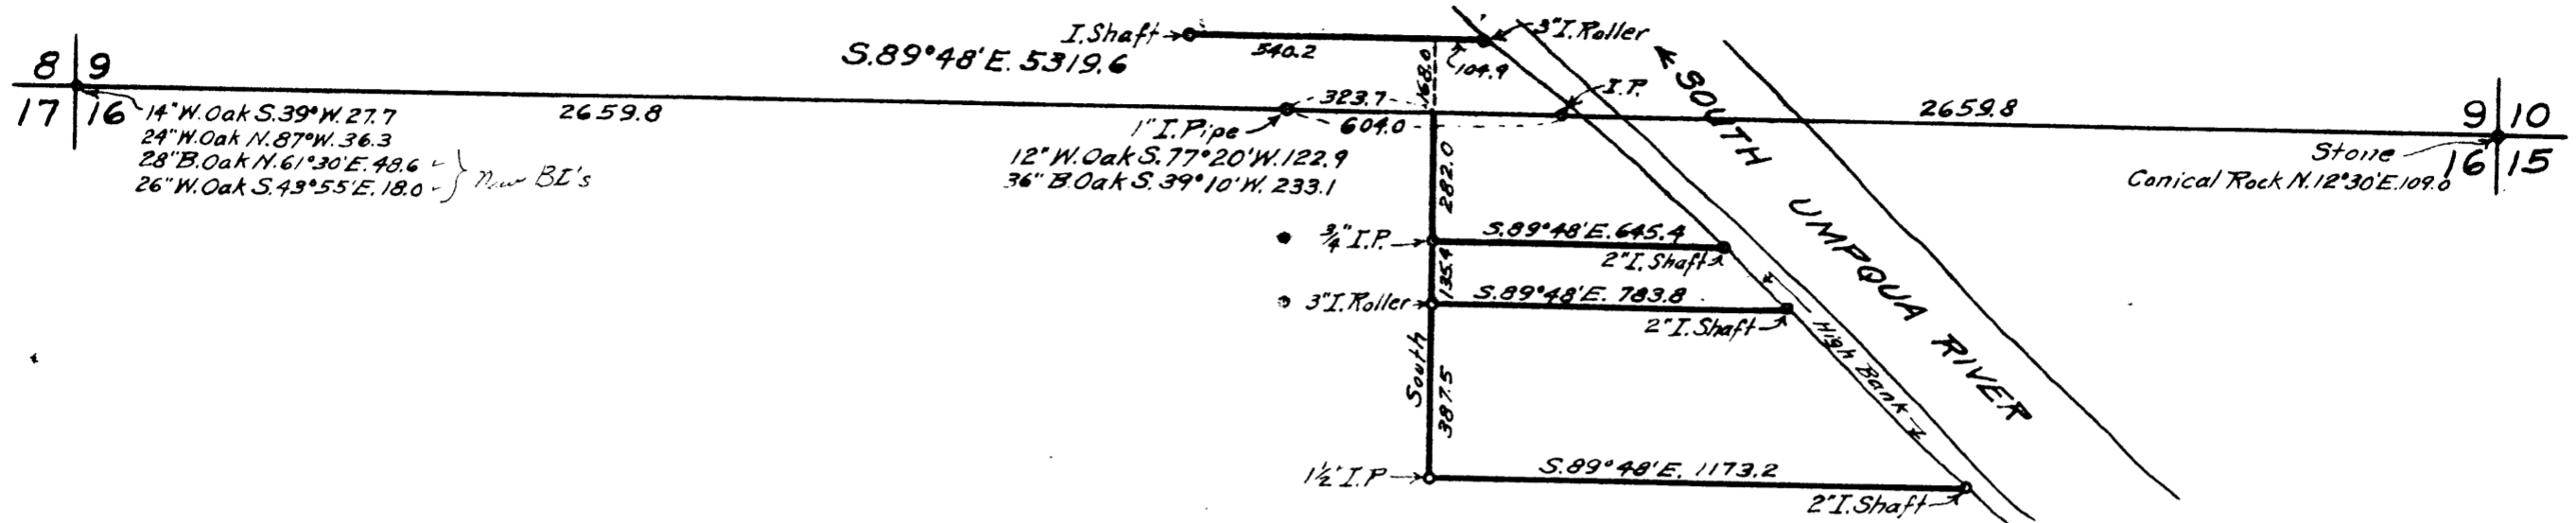 8 9
17 16
14" W. Oak S. 39° W. 27.7
24" W. Oak N. 87° W. 36.3
28" B. Oak N. 61° 30' E. 48.6
26" W. Oak S. 43° 55' E. 18.0
New
2659.8
S. 89° 48' E. 5319.6
I. Shaft
540.2
104.9
168.0
3" I. Roller
I.P.
323.7
604.0
1" I. Pipe
12" W. Oak S. 77° 20' W. 122.9
36" B. Oak S. 39° 10' W. 233.1
282.0
3/4" I.P.
S. 89° 48' E. 645.4
2" I. Shaft
135.4
3" I. Roller
S. 89° 48' E. 783.8
2" I. Shaft
South
387.5
1 1/2" I.P
S. 89° 48' E. 1173.2
2" I. Shaft
High Bank
SOUTH UMPQUA RIVER
2659.8
9 10
16 15
Stone
Conical Rock N. 12° 30' E. 109.0